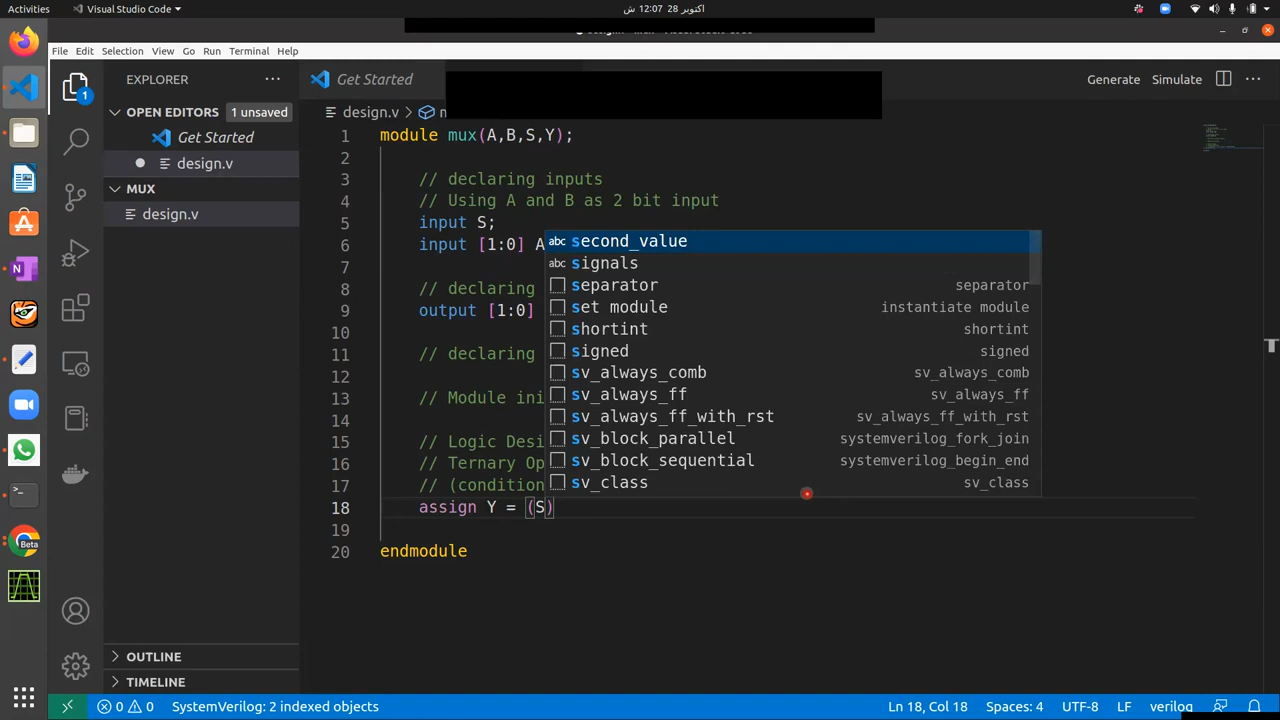 Activities
Visual Studio Code
اکتوبر 28 12:07 ش
File Edit Selection View Go Run Terminal Help
EXPLORER
Get Started
Generate
Simulate
OPEN EDITORS
1 unsaved
Get Started
design.v
MUX
design.v
design.v
1 module mux(A,B,S,Y);
2
3 // declaring inputs
4 // Using A and B as 2 bit input
5 input S;
6 input [1:0] A
7
8 // declaring
9 output [1:0]
10
11 // declaring
12
13 // Module ini
14
15 // Logic Des
16 // Ternary Op
17 // (condition
18 assign Y = (S)
19
20 endmodule
abc second_value
abc signals
separator separator
set module instantiate module
shortint shortint
signed signed
sv_always_comb sv_always_comb
sv_always_ff sv_always_ff
sv_always_ff_with_rst sv_always_ff_with_rst
sv_block_parallel systemverilog_fork_join
sv_block_sequential systemverilog_begin_end
sv_class sv_class
Beta
1
OUTLINE
TIMELINE
0 0 SystemVerilog: 2 indexed objects
Ln 18, Col 18 Spaces: 4 UTF-8 LF verilog